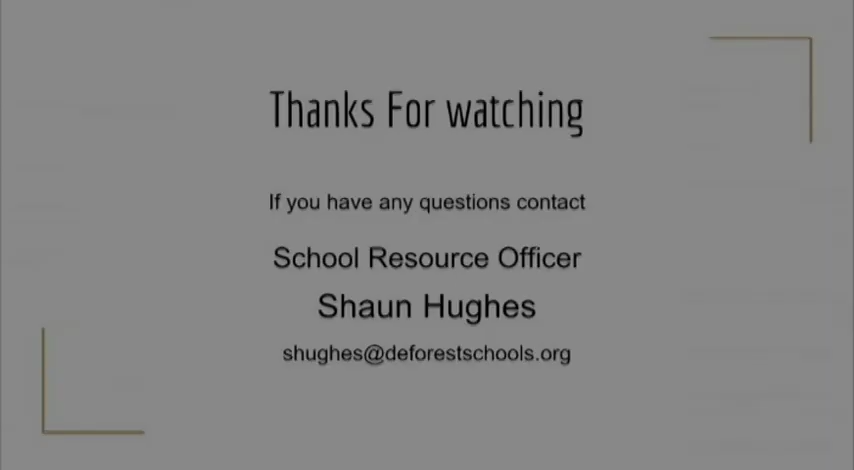 Thanks For watching
If you have any questions contact
School Resource Officer
Shaun Hughes
shughes@deforestschools.org